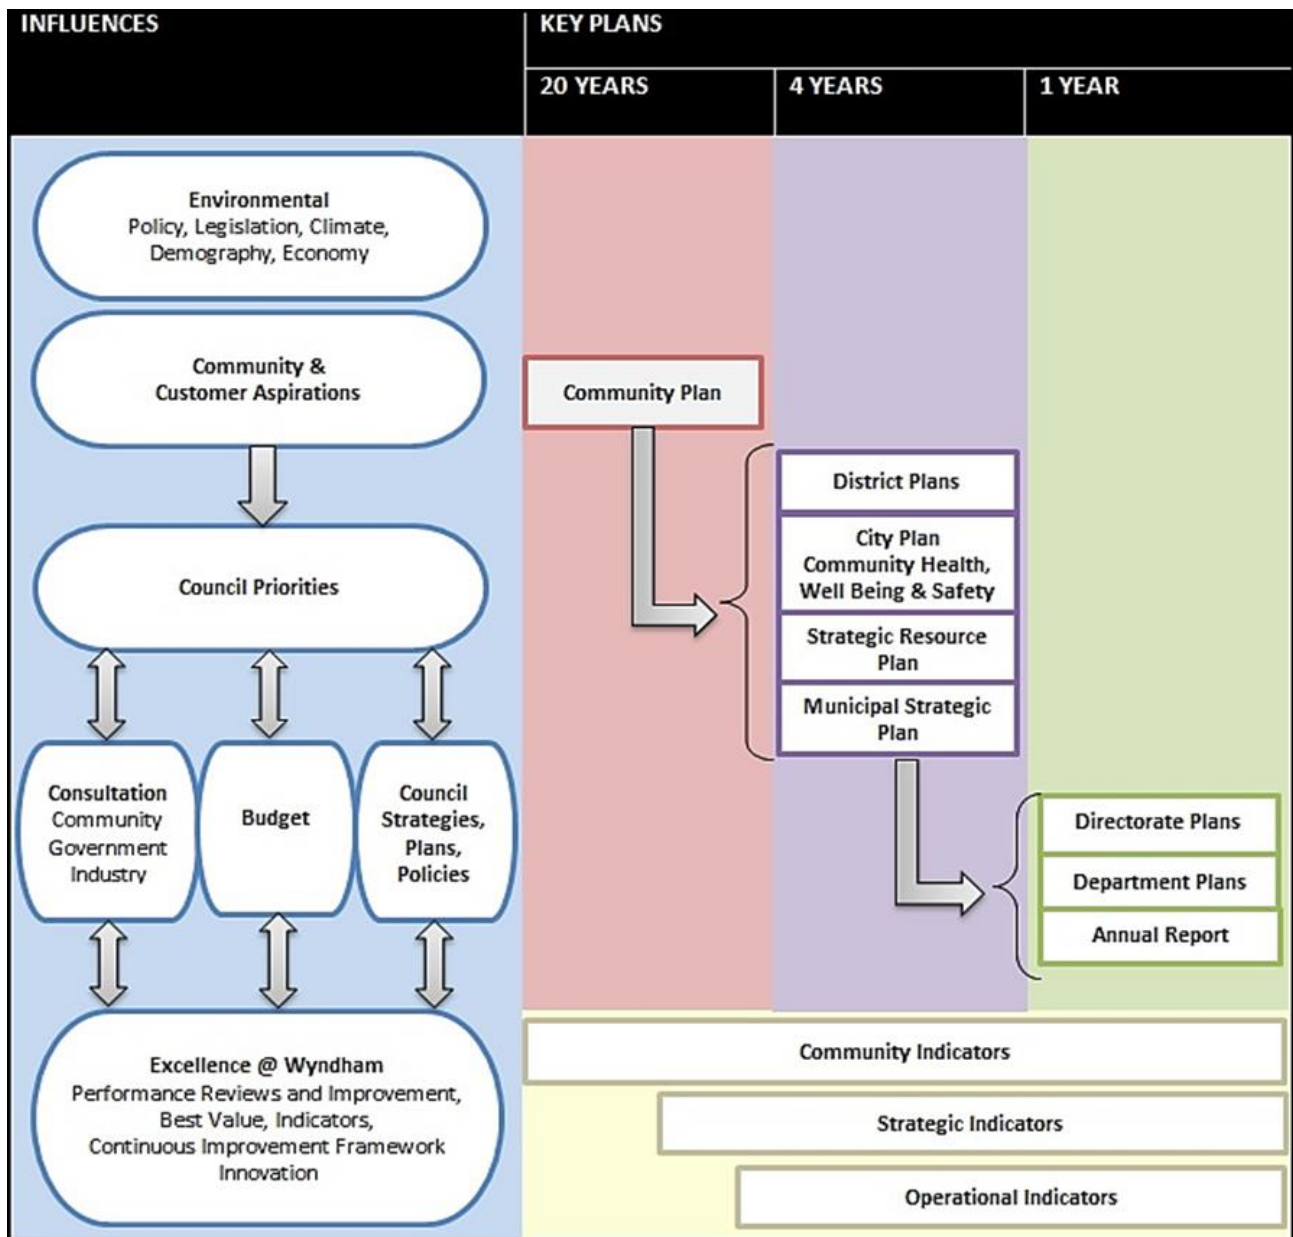 INFLUENCES
KEY PLANS
20 YEARS
4 YEARS
1 YEAR
Environmental
Policy, Legislation, Climate,
Demography, Economy
Community &
Customer Aspirations
Council Priorities
Consultation
Community
Government
Industry
Budget
Council
Strategies,
Plans,
Policies
Excellence @ Wyndham
Performance Reviews and Improvement,
Best Value, Indicators,
Continuous Improvement Framework
Innovation
Community Plan
District Plans
City Plan
Community Health,
Well Being & Safety
Strategic Resource
Plan
Municipal Strategic
Plan
Directorate Plans
Department Plans
Annual Report
Community Indicators
Strategic Indicators
Operational Indicators